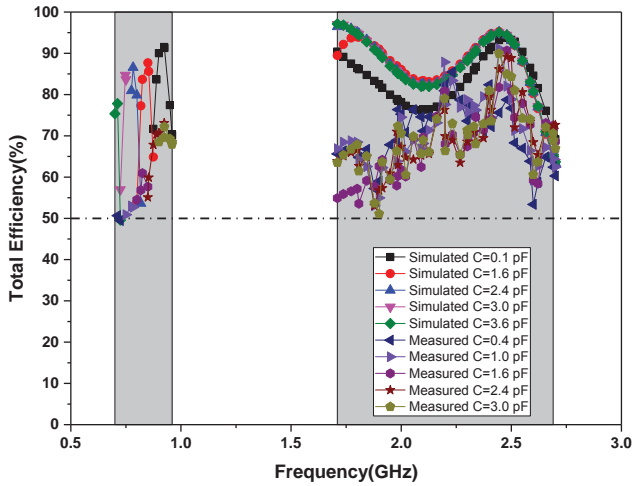 100
90
80
70
60
50
40
30
20
10
0
Total Efficiency(%)
Simulated C=0.1 pF
Simulated C=1.6 pF
Simulated C=2.4 pF
Simulated C=3.0 pF
Simulated C=3.6 pF
Measured C=0.4 pF
Measured C=1.0 pF
Measured C=1.6 pF
Measured C=2.4 pF
Measured C=3.0 pF
0.5 1.0 1.5 2.0 2.5 3.0
Frequency(GHz)